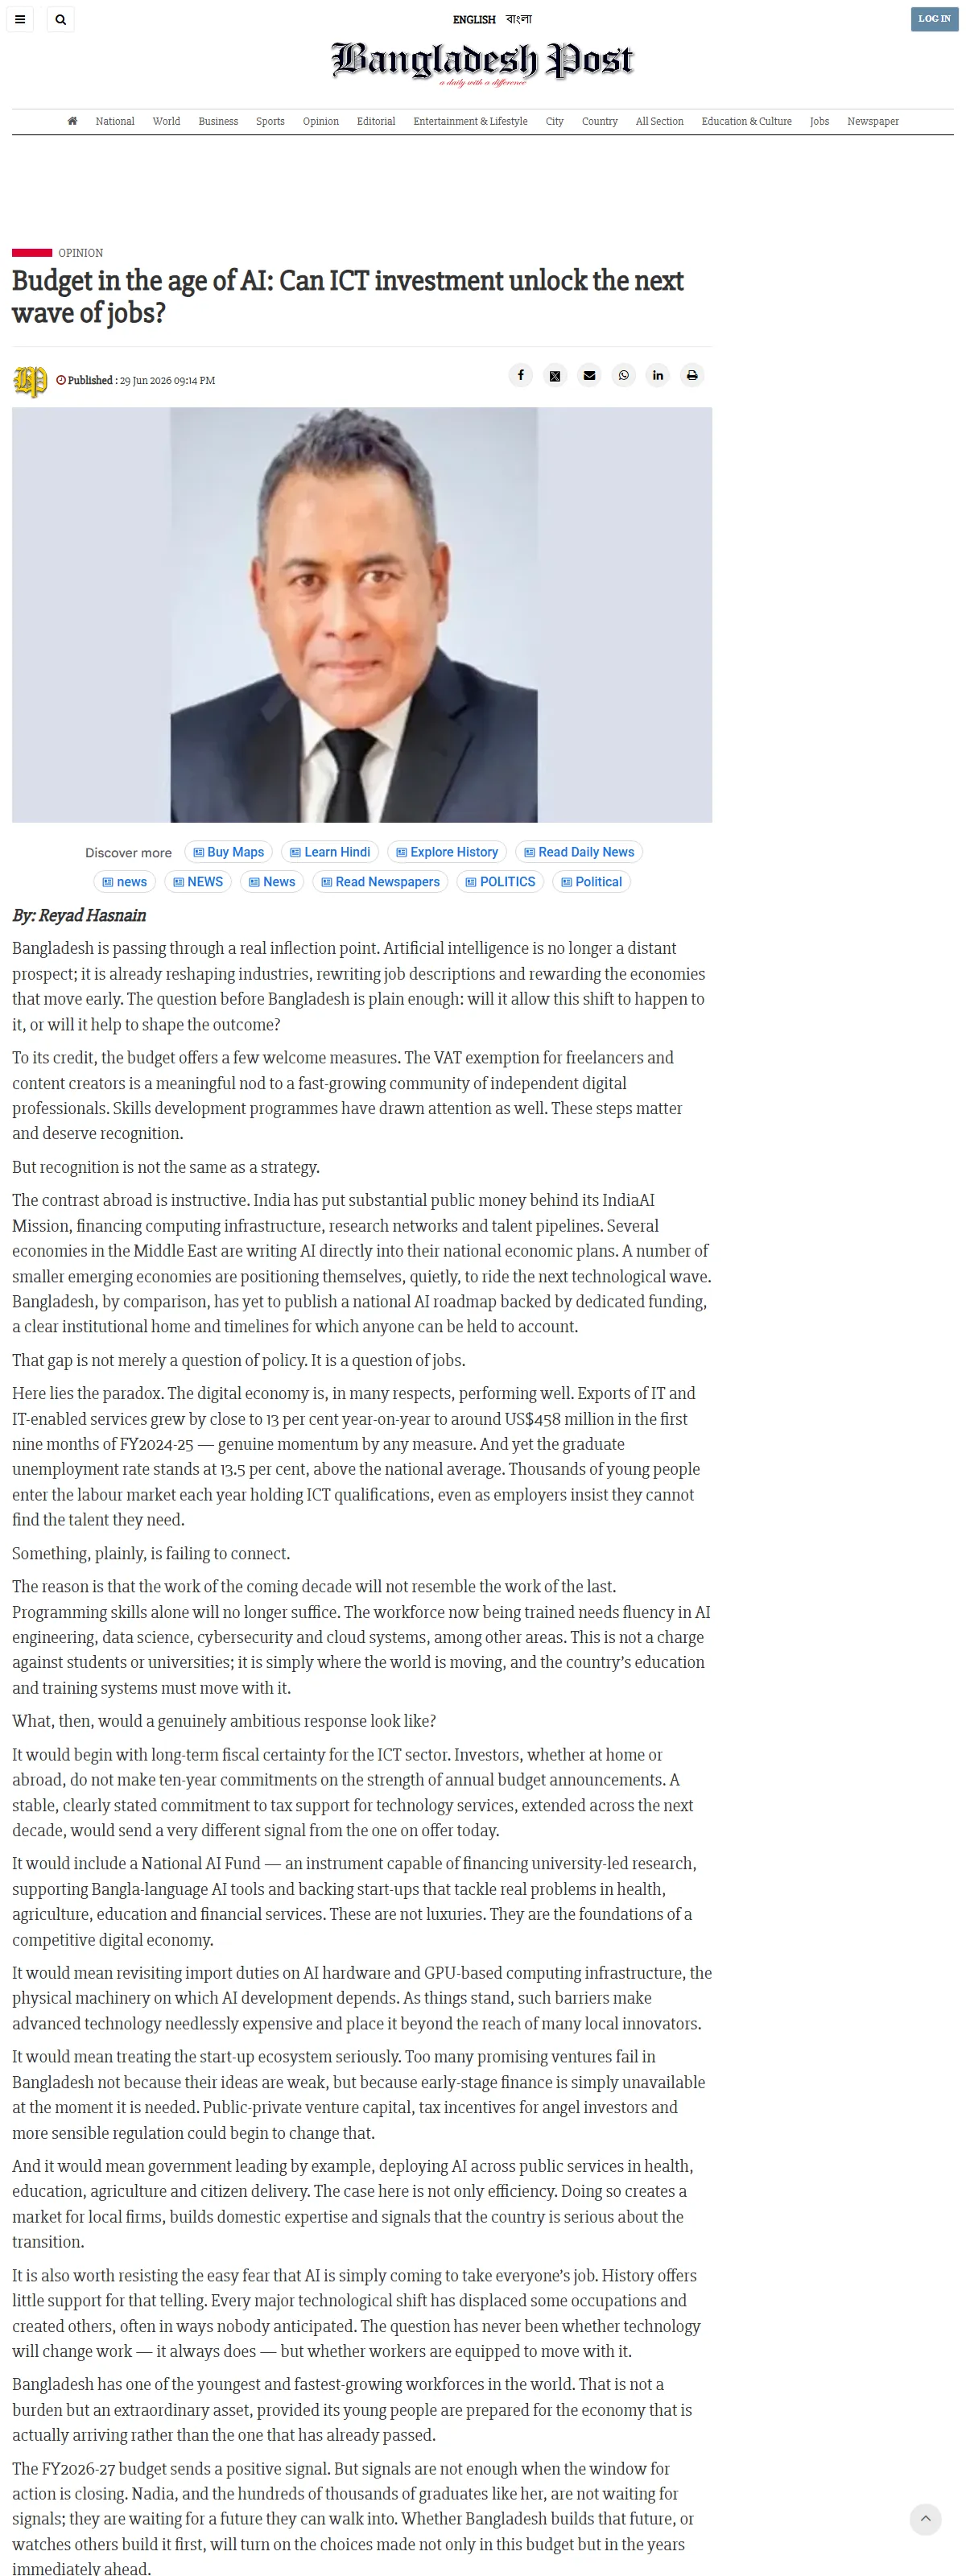 ENGLISH বাংলা
LOG IN
Bangladesh Post
a daily with a difference
National World Business Sports Opinion Editorial Entertainment & Lifestyle City Country All Section Education & Culture Jobs Newspaper
OPINION
Budget in the age of AI: Can ICT investment unlock the next
wave of jobs?
Published : 29 Jun 2026 09:14 PM
Discover more Buy Maps Learn Hindi Explore History Read Daily News
news NEWS News Read Newspapers POLITICS Political
By: Reyad Hasnain
Bangladesh is passing through a real inflection point. Artificial intelligence is no longer a distant
prospect; it is already reshaping industries, rewriting job descriptions and rewarding the economies
that move early. The question before Bangladesh is plain enough: will it allow this shift to happen to
it, or will it help to shape the outcome?
To its credit, the budget offers a few welcome measures. The VAT exemption for freelancers and
content creators is a meaningful nod to a fast-growing community of independent digital
professionals. Skills development programmes have drawn attention as well. These steps matter
and deserve recognition.
But recognition is not the same as a strategy.
The contrast abroad is instructive. India has put substantial public money behind its IndiaAI
Mission, financing computing infrastructure, research networks and talent pipelines. Several
economies in the Middle East are writing AI directly into their national economic plans. A number of
smaller emerging economies are positioning themselves, quietly, to ride the next technological wave.
Bangladesh, by comparison, has yet to publish a national AI roadmap backed by dedicated funding,
a clear institutional home and timelines for which anyone can be held to account.
That gap is not merely a question of policy. It is a question of jobs.
Here lies the paradox. The digital economy is, in many respects, performing well. Exports of IT and
IT-enabled services grew by close to 13 per cent year-on-year to around US$458 million in the first
nine months of FY2024-25 — genuine momentum by any measure. And yet the graduate
unemployment rate stands at 13.5 per cent, above the national average. Thousands of young people
enter the labour market each year holding ICT qualifications, even as employers insist they cannot
find the talent they need.
Something, plainly, is failing to connect.
The reason is that the work of the coming decade will not resemble the work of the last.
Programming skills alone will no longer suffice. The workforce now being trained needs fluency in AI
engineering, data science, cybersecurity and cloud systems, among other areas. This is not a charge
against students or universities; it is simply where the world is moving, and the country’s education
and training systems must move with it.
What, then, would a genuinely ambitious response look like?
It would begin with long-term fiscal certainty for the ICT sector. Investors, whether at home or
abroad, do not make ten-year commitments on the strength of annual budget announcements. A
stable, clearly stated commitment to tax support for technology services, extended across the next
decade, would send a very different signal from the one on offer today.
It would include a National AI Fund — an instrument capable of financing university-led research,
supporting Bangla-language AI tools and backing start-ups that tackle real problems in health,
agriculture, education and financial services. These are not luxuries. They are the foundations of a
competitive digital economy.
It would mean revisiting import duties on AI hardware and GPU-based computing infrastructure, the
physical machinery on which AI development depends. As things stand, such barriers make
advanced technology needlessly expensive and place it beyond the reach of many local innovators.
It would mean treating the start-up ecosystem seriously. Too many promising ventures fail in
Bangladesh not because their ideas are weak, but because early-stage finance is simply unavailable
at the moment it is needed. Public-private venture capital, tax incentives for angel investors and
more sensible regulation could begin to change that.
And it would mean government leading by example, deploying AI across public services in health,
education, agriculture and citizen delivery. The case here is not only efficiency. Doing so creates a
market for local firms, builds domestic expertise and signals that the country is serious about the
transition.
It is also worth resisting the easy fear that AI is simply coming to take everyone’s job. History offers
little support for that telling. Every major technological shift has displaced some occupations and
created others, often in ways nobody anticipated. The question has never been whether technology
will change work — it always does — but whether workers are equipped to move with it.
Bangladesh has one of the youngest and fastest-growing workforces in the world. That is not a
burden but an extraordinary asset, provided its young people are prepared for the economy that is
actually arriving rather than the one that has already passed.
The FY2026-27 budget sends a positive signal. But signals are not enough when the window for
action is closing. Nadia, and the hundreds of thousands of graduates like her, are not waiting for
signals; they are waiting for a future they can walk into. Whether Bangladesh builds that future, or
watches others build it first, will turn on the choices made not only in this budget but in the years
immediately ahead.